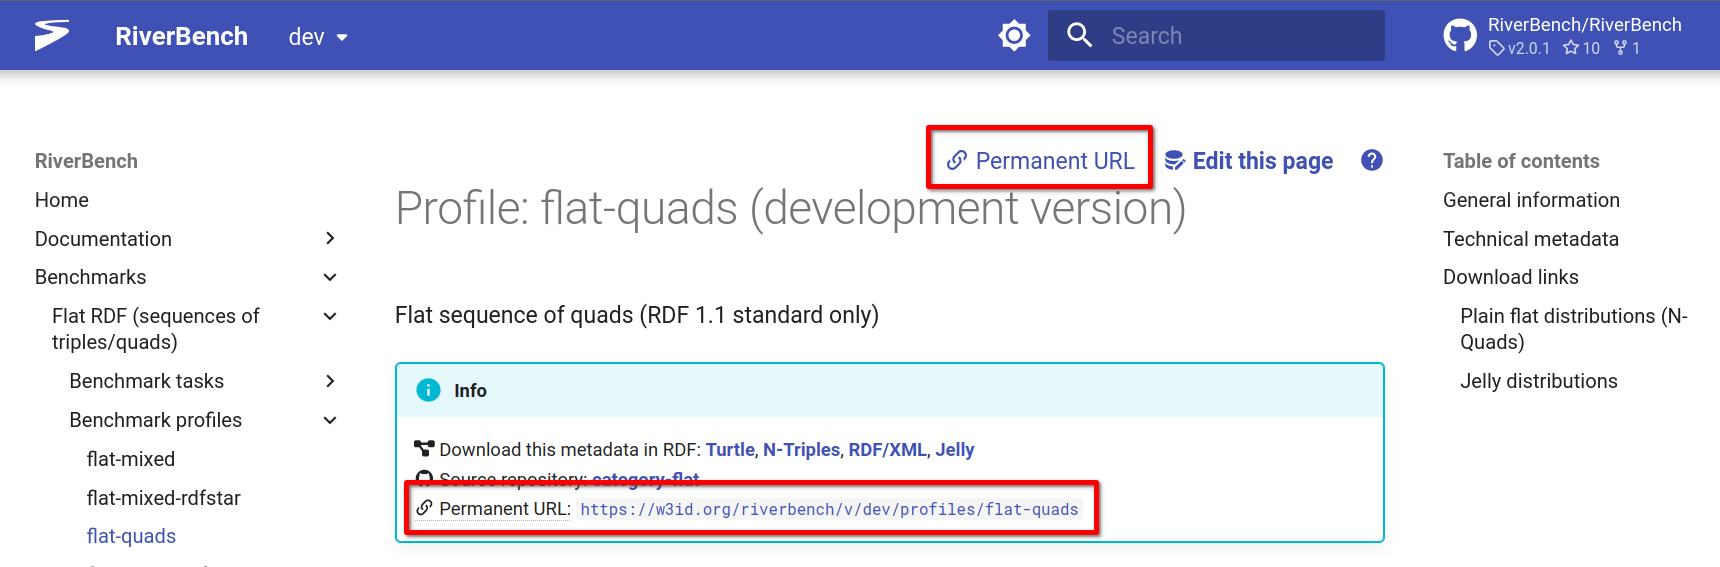 RiverBench
dev
Search
RiverBench/RiverBench
v2.0.1 10 1
RiverBench
Home
Documentation
Benchmarks
Flat RDF (sequences of
triples/quads)
Benchmark tasks
Benchmark profiles
flat-mixed
flat-mixed-rdfstar
flat-quads
Permanent URL
Edit this page
Profile: flat-quads (development version)
Flat sequence of quads (RDF 1.1 standard only)
Info
Download this metadata in RDF: Turtle, N-Triples, RDF/XML, Jelly
Source repository: category-flat
Permanent URL: https://w3id.org/riverbench/v/dev/profiles/flat-quads
Table of contents
General information
Technical metadata
Download links
Plain flat distributions (N-
Quads)
Jelly distributions